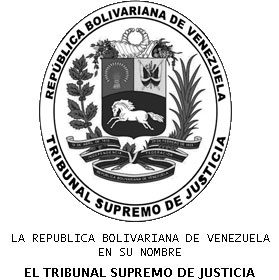 REPÚBLICA BOLIVARIANA DE VENEZUELA
TRIBUNAL SUPREMO DE JUSTICIA
LA REPUBLICA BOLIVARIANA DE VENEZUELA
EN SU NOMBRE
EL TRIBUNAL SUPREMO DE JUSTICIA